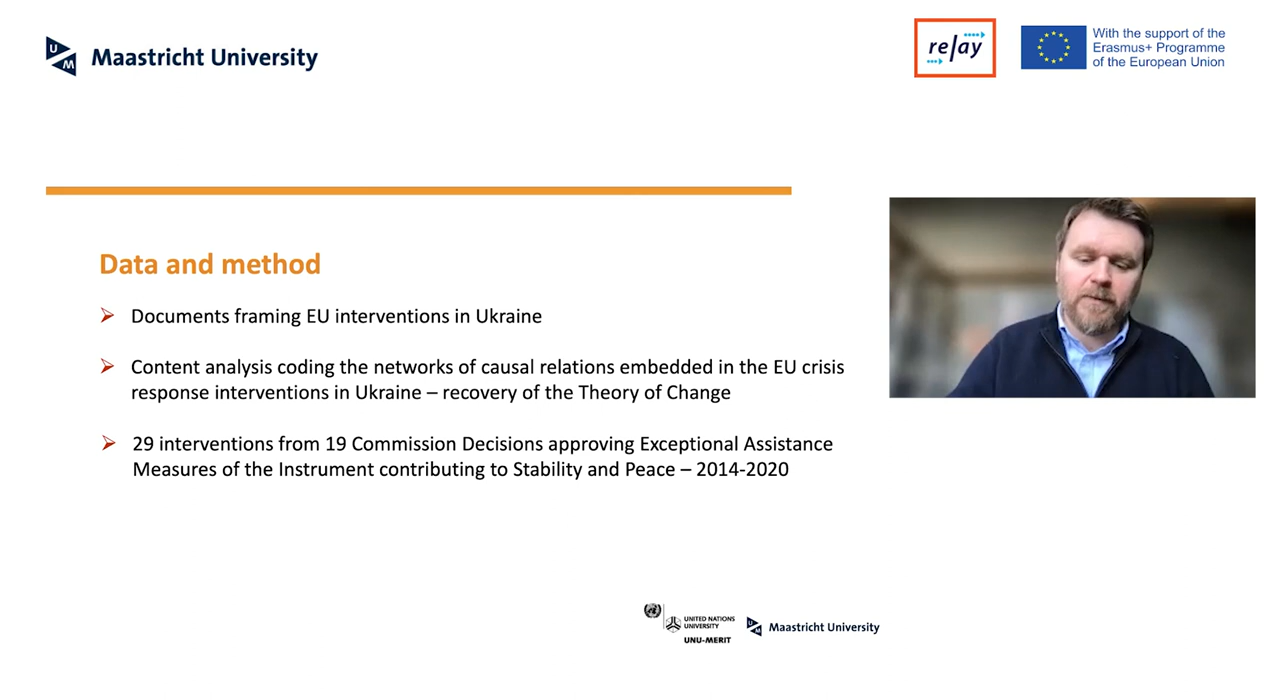 UM Maastricht University
relay
With the support of the
Erasmus+ Programme
of the European Union
Data and method
Documents framing EU interventions in Ukraine
Content analysis coding the networks of causal relations embedded in the EU crisis
response interventions in Ukraine – recovery of the Theory of Change
29 interventions from 19 Commission Decisions approving Exceptional Assistance
Measures of the Instrument contributing to Stability and Peace – 2014-2020
UNITED NATIONS
UNIVERSITY
UNU-MERIT
UM Maastricht University